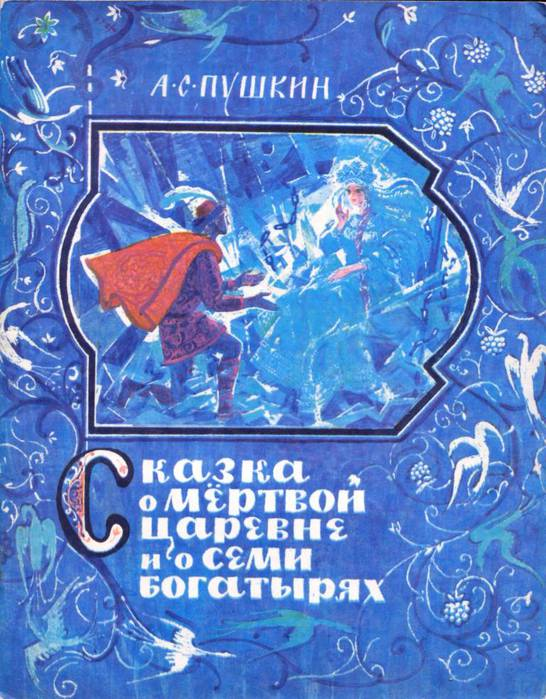 А·С·ПУШКИН
Сказка
о мёртвой
царевне
и о семи
богатырях